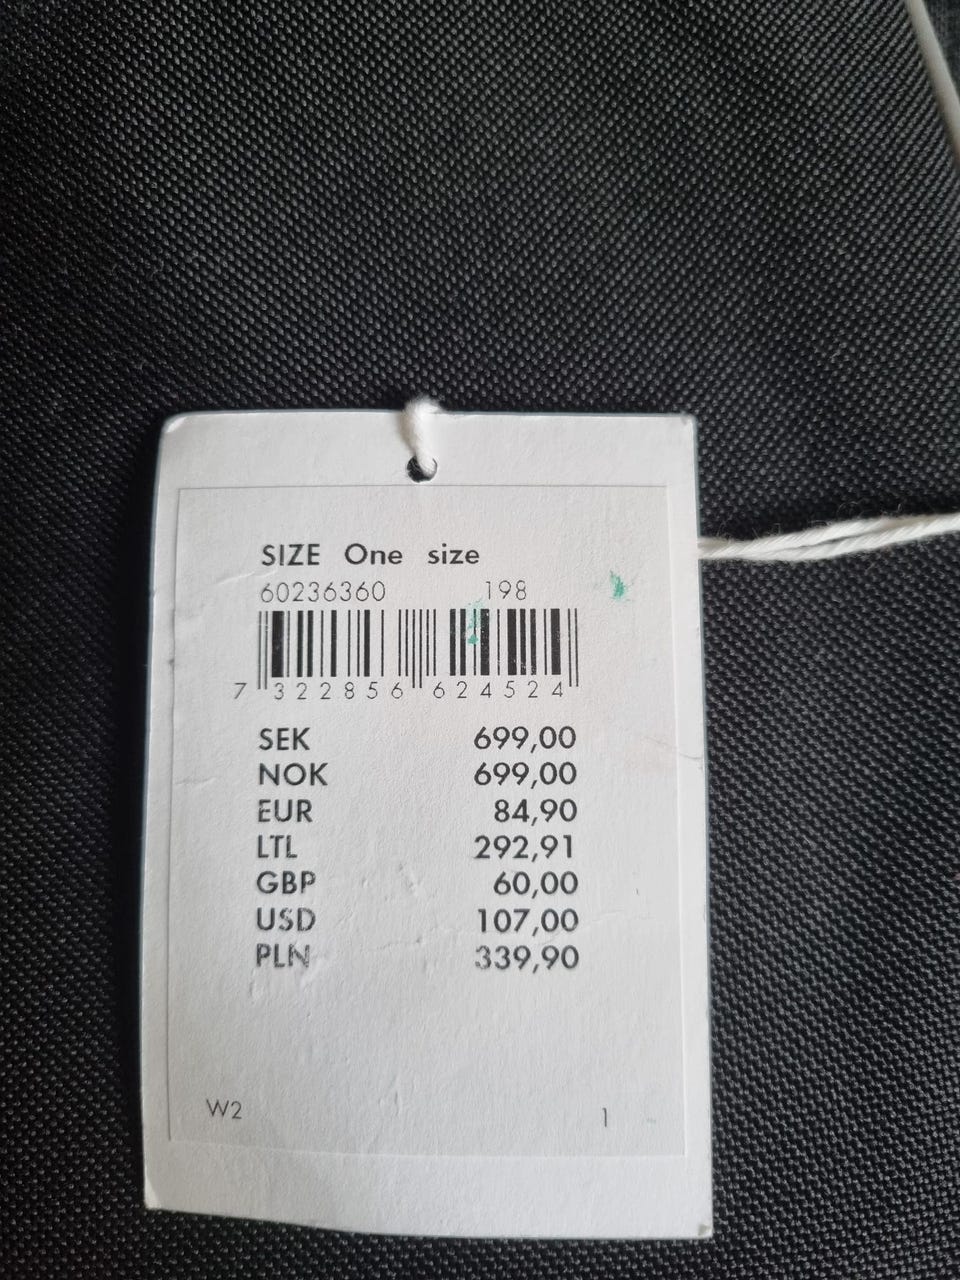 SIZE One size
60236360 198
7 322856 624524
SEK 699,00
NOK 699,00
EUR 84,90
LTL 292,91
GBP 60,00
USD 107,00
PLN 339,90
W2 1